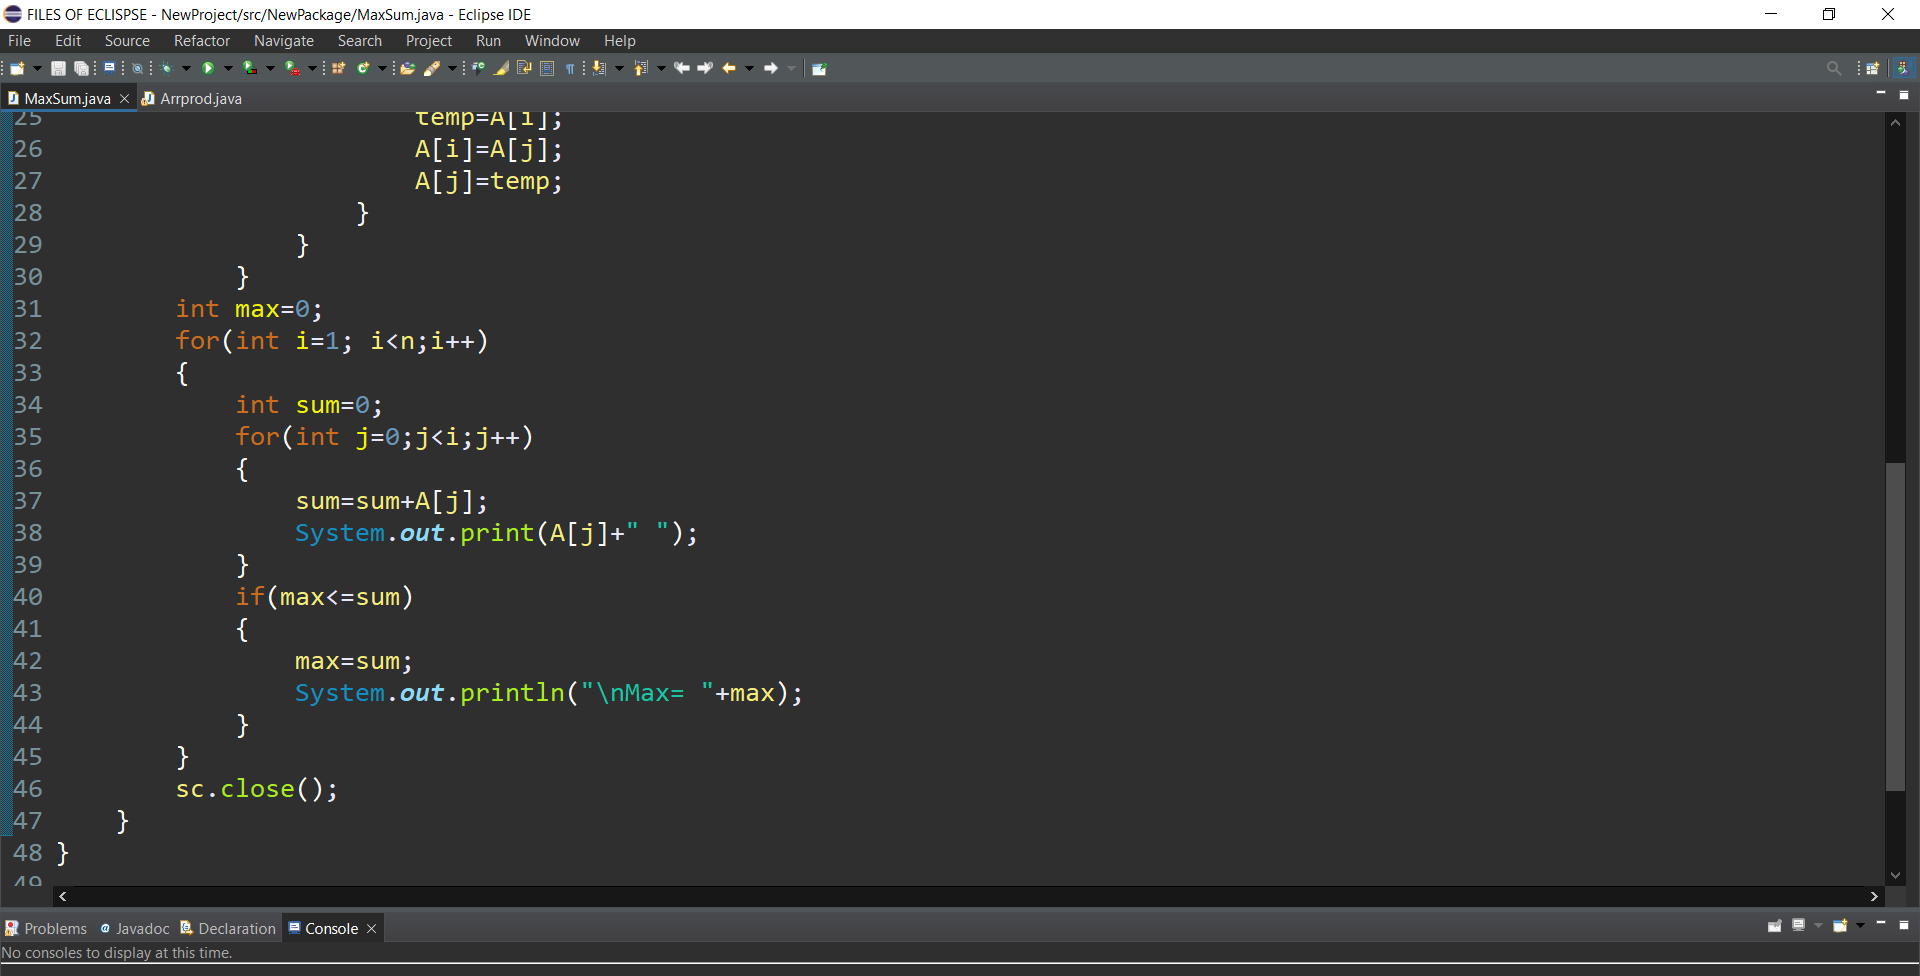 FILES OF ECLISPSE - NewProject/src/NewPackage/MaxSum.java - Eclipse IDE
File Edit Source Refactor Navigate Search Project Run Window Help
MaxSum.java Arrprod.java
25 temp=A[i];
26 A[i]=A[j];
27 A[j]=temp;
28 }
29 }
30 }
31 int max=0;
32 for(int i=1; i<n;i++)
33 {
34 int sum=0;
35 for(int j=0;j<i;j++)
36 {
37 sum=sum+A[j];
38 System.out.print(A[j]+" ");
39 }
40 if(max<=sum)
41 {
42 max=sum;
43 System.out.println("\nMax= "+max);
44 }
45 }
46 sc.close();
47 }
48 }
49
Problems Javadoc Declaration Console
No consoles to display at this time.